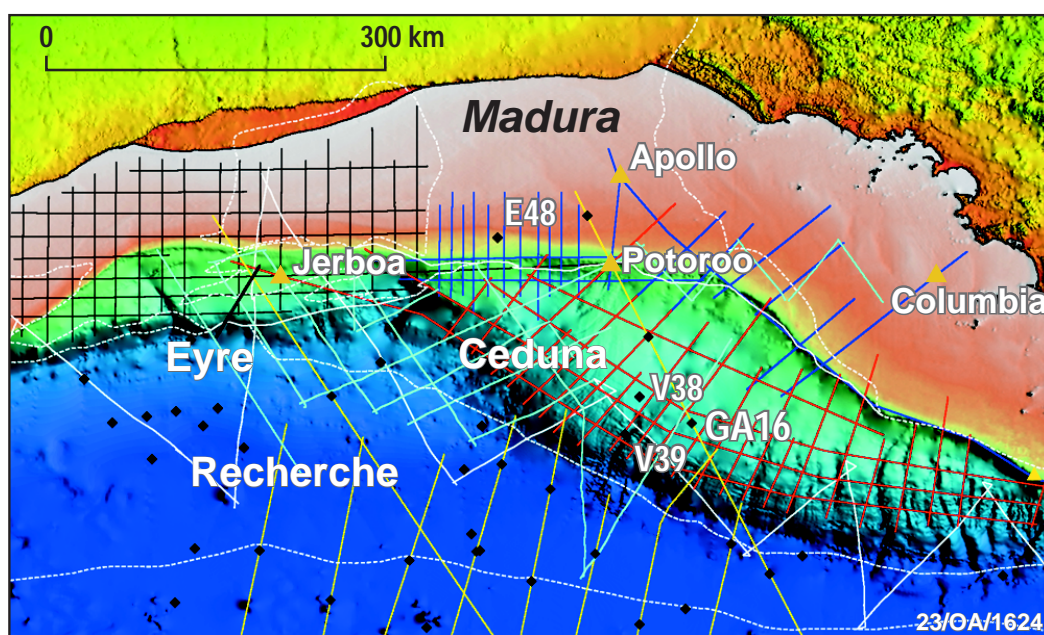 0 300 km
Madura
Apollo
E48
Jerboa
Potoroo
Columbia
Eyre
Ceduna
V38
GA16
V39
Recherche
23/OA/1624